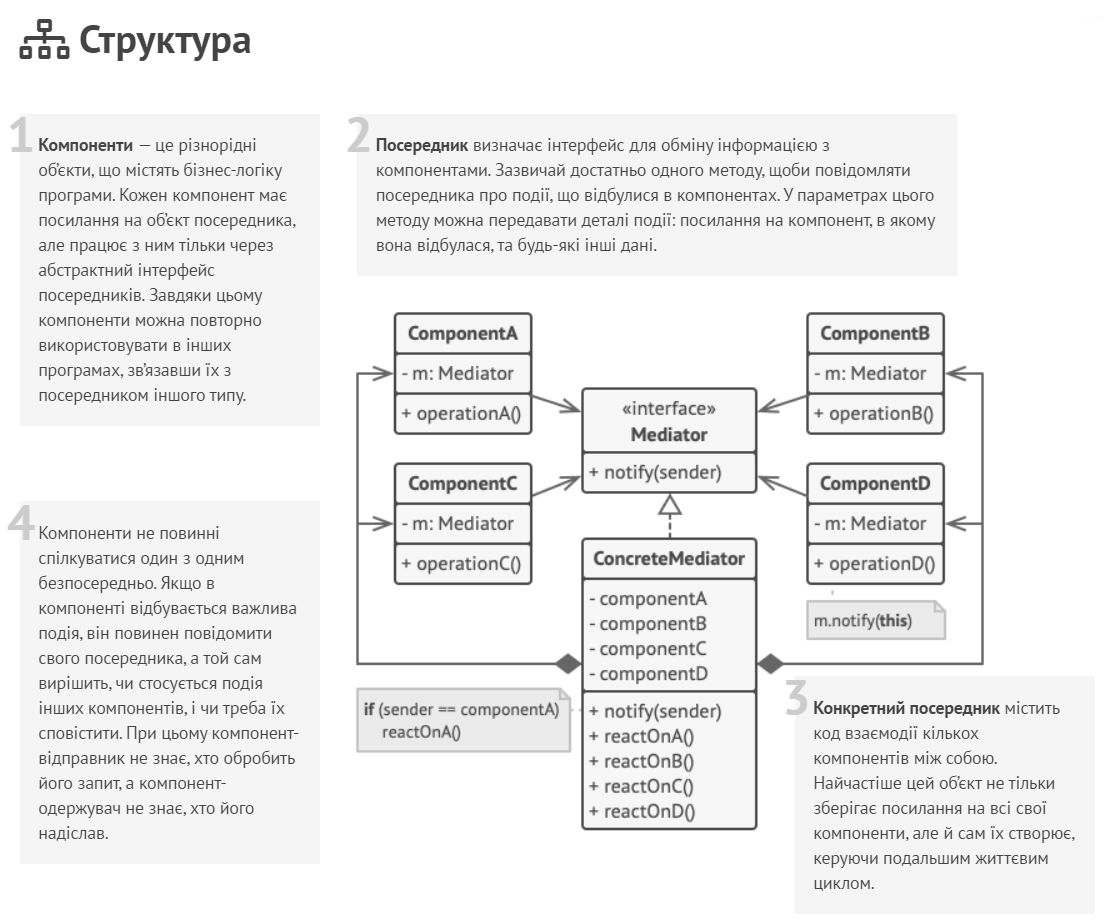 Структура
1
Компоненти — це різнорідні
об'єкти, що містять бізнес-логіку
програми. Кожен компонент має
посилання на об'єкт посередника,
але працює з ним тільки через
абстрактний інтерфейс
посередників. Завдяки цьому
компоненти можна повторно
використовувати в інших
програмах, зв'язавши їх з
посередником іншого типу.
2
Посередник визначає інтерфейс для обміну інформацією з
компонентами. Зазвичай достатньо одного методу, щоби повідомляти
посередника про події, що відбулися в компонентах. У параметрах цього
методу можна передавати деталі події: посилання на компонент, в якому
вона відбулася, та будь-які інші дані.
ComponentA
- m: Mediator
+ operationA()
ComponentB
- m: Mediator
+ operationB()
«interface»
Mediator
+ notify(sender)
ComponentC
- m: Mediator
+ operationC()
ComponentD
- m: Mediator
+ operationD()
m.notify(this)
ConcreteMediator
- componentA
- componentB
- componentC
- componentD
+ notify(sender)
+ reactOnA()
+ reactOnB()
+ reactOnC()
+ reactOnD()
if (sender == componentA)
reactOnA()
3
Конкретний посередник містить
код взаємодії кількох
компонентів між собою.
Найчастіше цей об'єкт не тільки
зберігає посилання на всі свої
компоненти, але й сам їх створює,
керуючи подальшим життєвим
циклом.
4
Компоненти не повинні
спілкуватися один з одним
безпосередньо. Якщо в
компоненті відбувається важлива
подія, він повинен повідомити
свого посередника, а той сам
вирішить, чи стосується подія
інших компонентів, і чи треба їх
сповістити. При цьому компонент-
відправник не знає, хто обробить
його запит, а компонент-
одержувач не знає, хто його
надіслав.